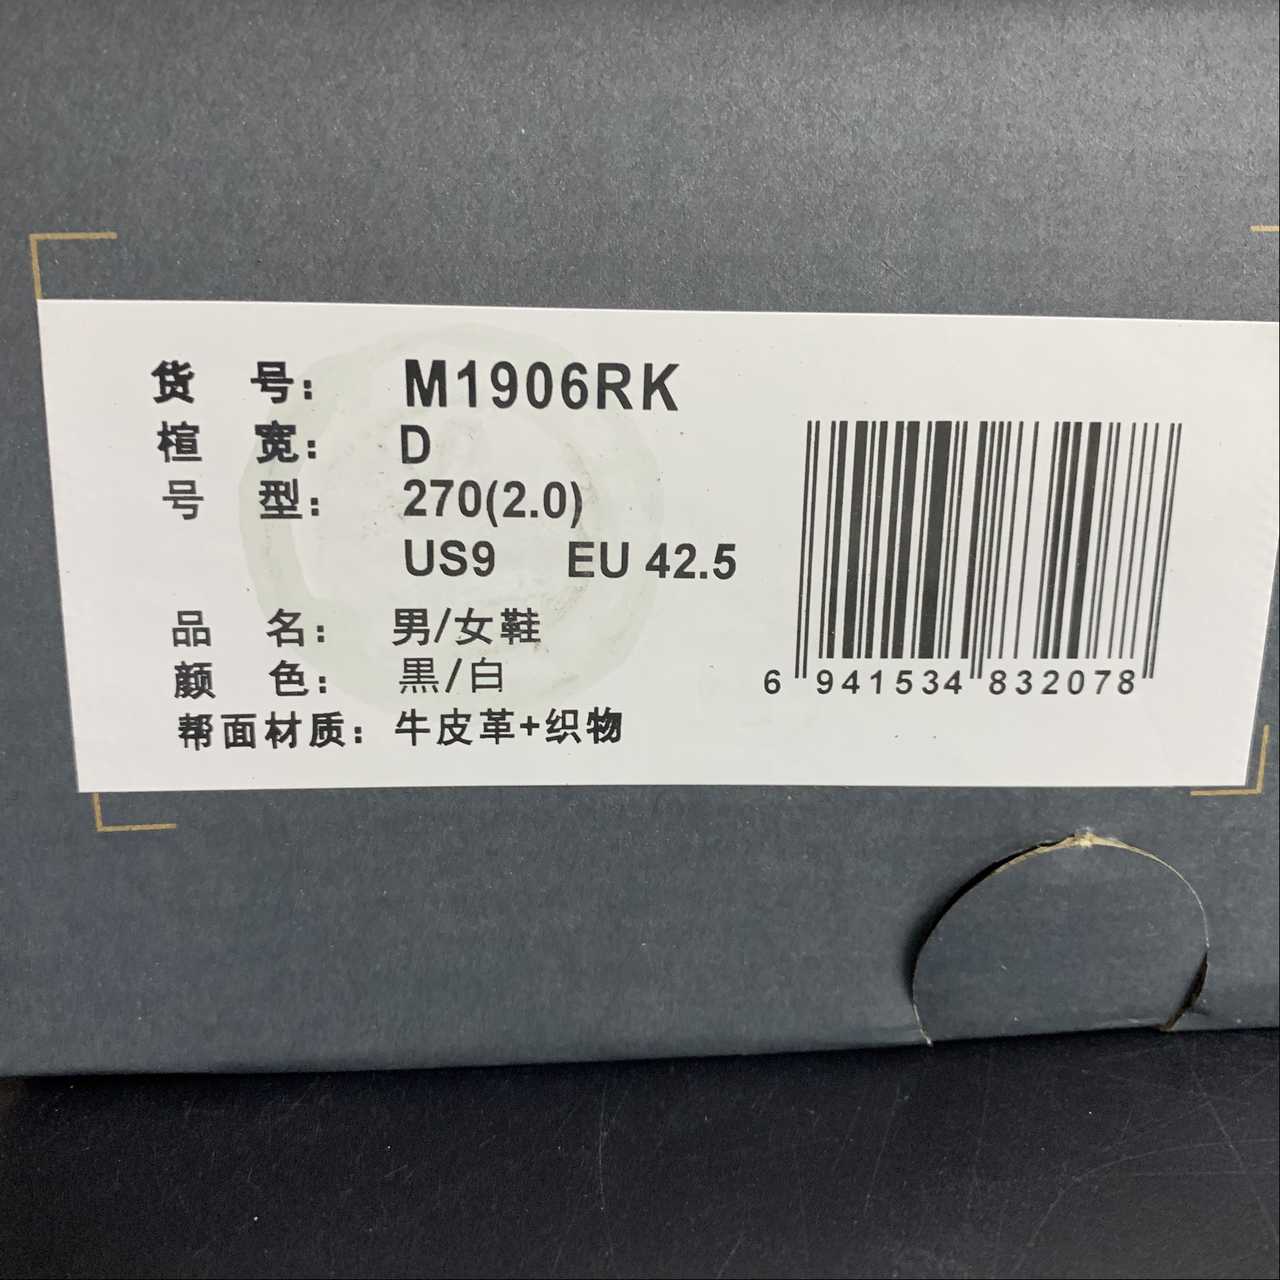 货 号： M1906RK
楦 宽： D
号 型： 270(2.0)
US9 EU 42.5
品 名： 男/女鞋
颜 色： 黒/白
帮面材质： 牛皮革+织物
6 941534 832078